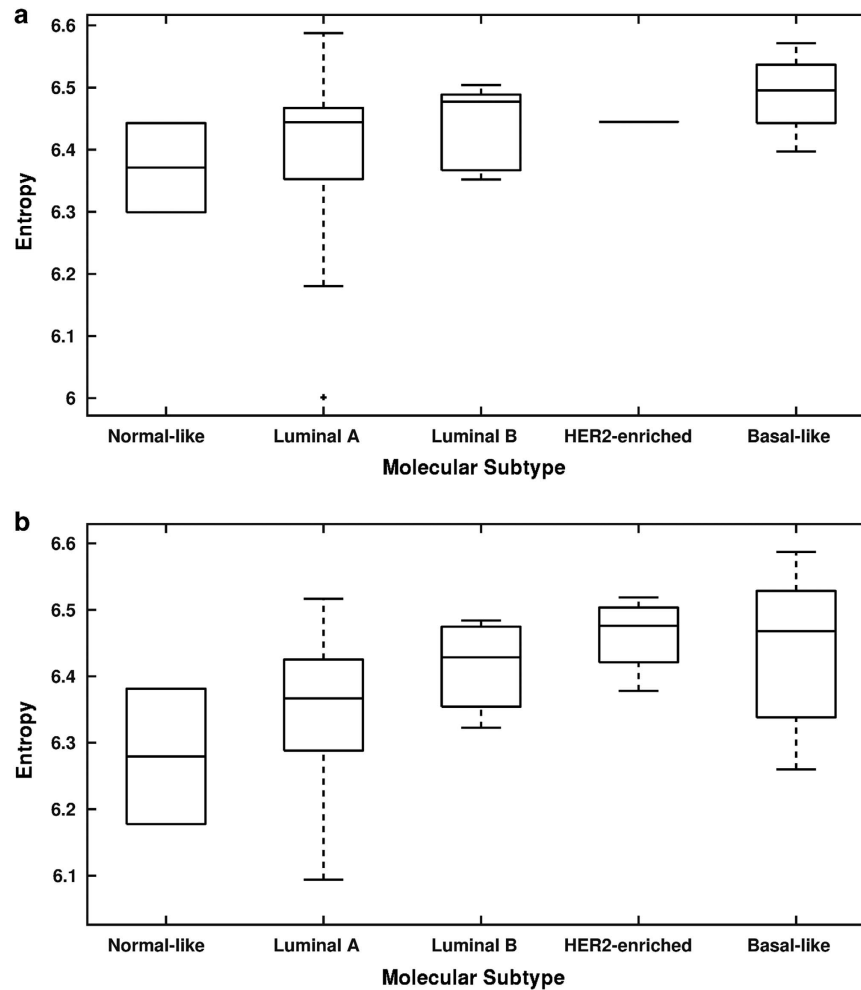 a
6.6
6.5
6.4
6.3
6.2
6.1
6
Entropy
Normal-like Luminal A Luminal B HER2-enriched Basal-like
Molecular Subtype
b
6.6
6.5
6.4
6.3
6.2
6.1
Entropy
Normal-like Luminal A Luminal B HER2-enriched Basal-like
Molecular Subtype